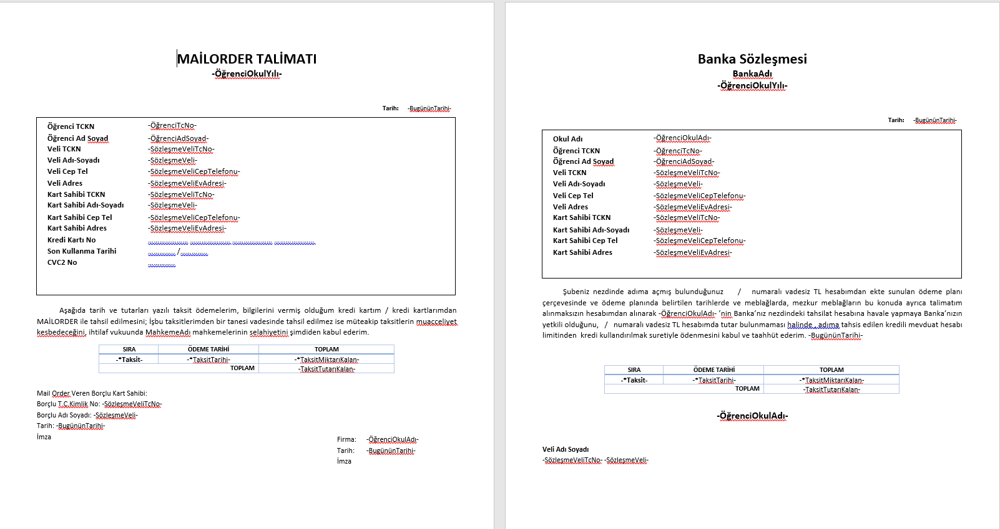 MAİLORDER TALİMATI
-ÖğrenciOkulYılı-
Tarih: -BugününTarihi-
Öğrenci TCKN -ÖğrenciTcNo-
Öğrenci Ad Soyad -ÖğrenciAdSoyad-
Veli TCKN -SözleşmeVeliTcNo-
Veli Adı-Soyadı -SözleşmeVeli-
Veli Cep Tel -SözleşmeVeliCepTelefonu-
Veli Adres -SözleşmeVeliEvAdresi-
Kart Sahibi TCKN -SözleşmeVeliTcNo-
Kart Sahibi Adı-Soyadı -SözleşmeVeli-
Kart Sahibi Cep Tel -SözleşmeVeliCepTelefonu-
Kart Sahibi Adres -SözleşmeVeliEvAdresi-
Kredi Kartı No ...................... ...................... ...................... ......................
Son Kullanma Tarihi ............... /...............
CVC2 No ...............
Aşağıda tarih ve tutarları yazılı taksit ödemelerim, bilgilerini vermiş olduğum kredi kartım / kredi kartlarımdan
MAİLORDER ile tahsil edilmesini; İşbu taksitlerimden bir tanesi vadesinde tahsil edilmez ise müteakip taksitlerin muacceliyet
kesbedeceğini, ihtilaf vukuunda MahkemeAdı mahkemelerinin selahiyetini şimdiden kabul ederim.
SIRA ÖDEME TARİHİ TOPLAM
-*Taksit- -*TaksitTarihi- -*TaksitMiktarıKalan-
TOPLAM -TaksitTutarıKalan-
Mail Order Veren Borçlu Kart Sahibi:
Borçlu T.C.Kimlik No: -SözleşmeVeliTcNo-
Borçlu Adı Soyadı: -SözleşmeVeli-
Tarih: -BugününTarihi-
İmza
Firma: -ÖğrenciOkulAdı-
Tarih: -BugününTarihi-
İmza
Banka Sözleşmesi
BankaAdı
-ÖğrenciOkulYılı-
Tarih: -BugününTarihi-
Okul Adı -ÖğrenciOkulAdı-
Öğrenci TCKN -ÖğrenciTcNo-
Öğrenci Ad Soyad -ÖğrenciAdSoyad-
Veli TCKN -SözleşmeVeliTcNo-
Veli Adı-Soyadı -SözleşmeVeli-
Veli Cep Tel -SözleşmeVeliCepTelefonu-
Veli Adres -SözleşmeVeliEvAdresi-
Kart Sahibi TCKN -SözleşmeVeliTcNo-
Kart Sahibi Adı-Soyadı -SözleşmeVeli-
Kart Sahibi Cep Tel -SözleşmeVeliCepTelefonu-
Kart Sahibi Adres -SözleşmeVeliEvAdresi-
Şubeniz nezdinde adıma açmış bulunduğunuz / numaralı vadesiz TL hesabımdan ekte sunulan ödeme planı
çerçevesinde ve ödeme planında belirtilen tarihlerde ve meblağlarda, mezkur meblağların bu konuda ayrıca talimatım
alınmaksızın hesabımdan alınarak -ÖğrenciOkulAdı- 'nin Banka'nız nezdindeki tahsilat hesabına havale yapmaya Banka'nızın
yetkili olduğunu, / numaralı vadesiz TL hesabımda tutar bulunmaması halinde , adıma tahsis edilen kredili mevduat hesabı
limitinden kredi kullandırılmak suretiyle ödenmesini kabul ve taahhüt ederim. -BugününTarihi-
SIRA ÖDEME TARİHİ TOPLAM
-*Taksit- -*TaksitTarihi- -*TaksitMiktarıKalan-
TOPLAM -TaksitTutarıKalan-
-ÖğrenciOkulAdı-
Veli Adı Soyadı
-SözleşmeVeliTcNo- -SözleşmeVeli-